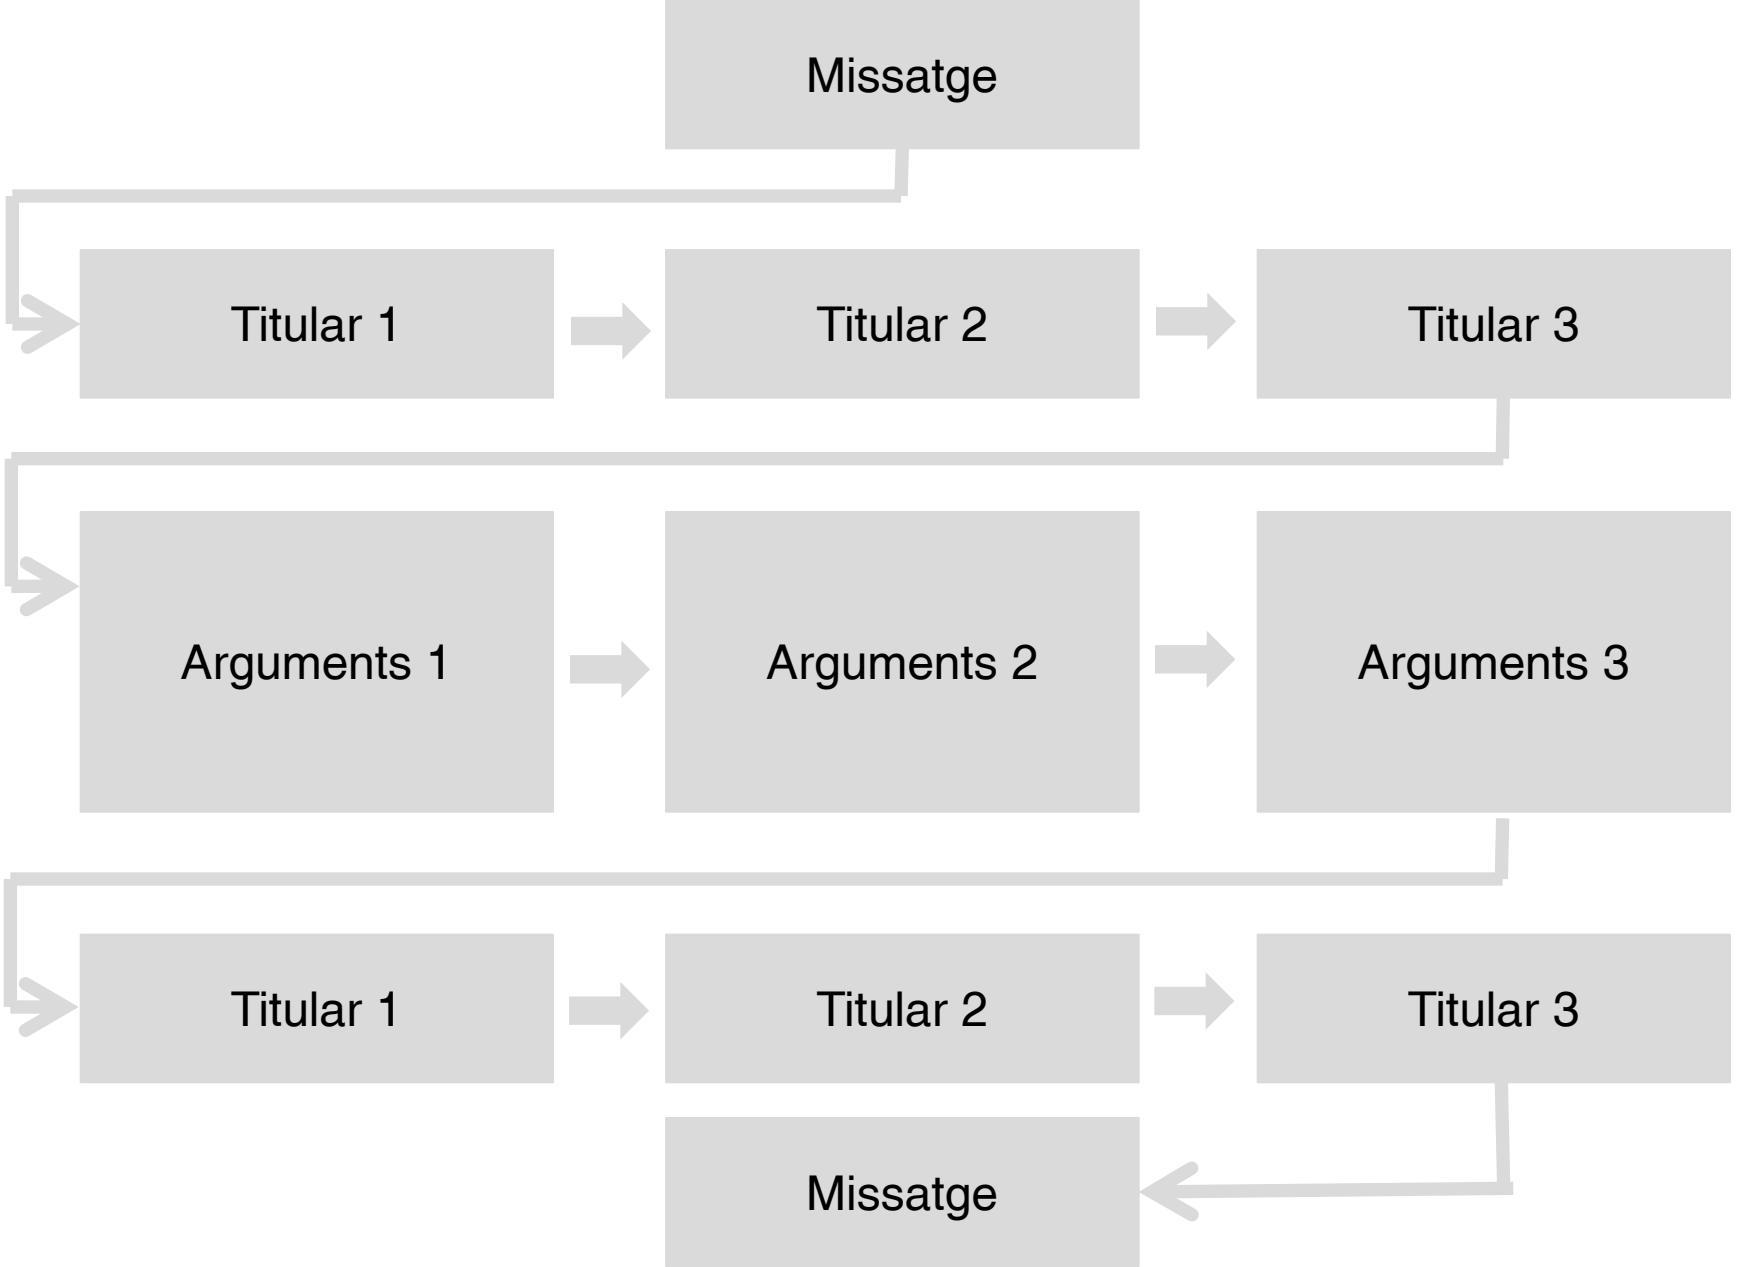 Missatge
Titular 1
Titular 2
Titular 3
Arguments 1
Arguments 2
Arguments 3
Titular 1
Titular 2
Titular 3
Missatge